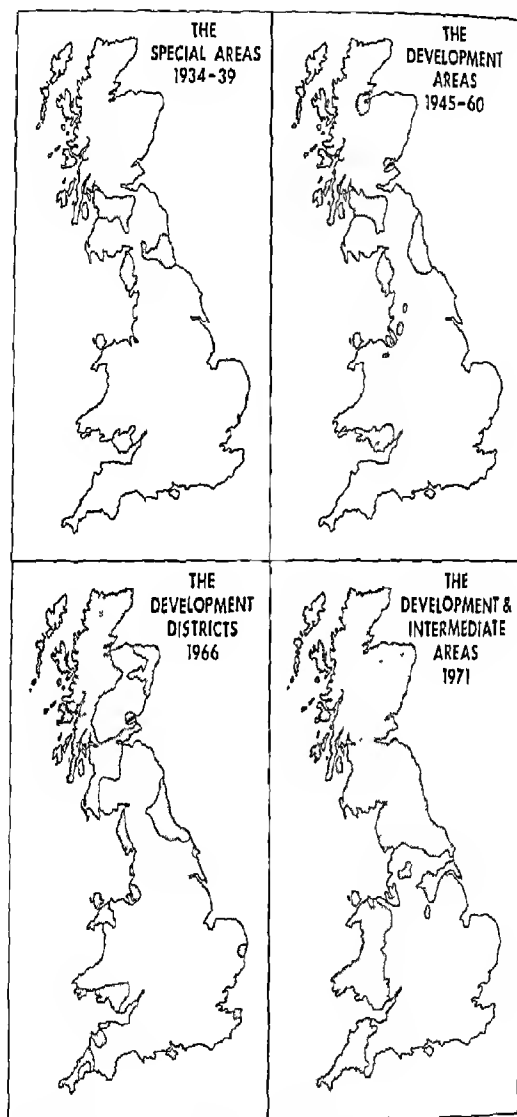 THE
SPECIAL AREAS
1934-39
THE
DEVELOPMENT
AREAS
1945-60
THE
DEVELOPMENT
DISTRICTS
1966
THE
DEVELOPMENT &
INTERMEDIATE
AREAS
1971